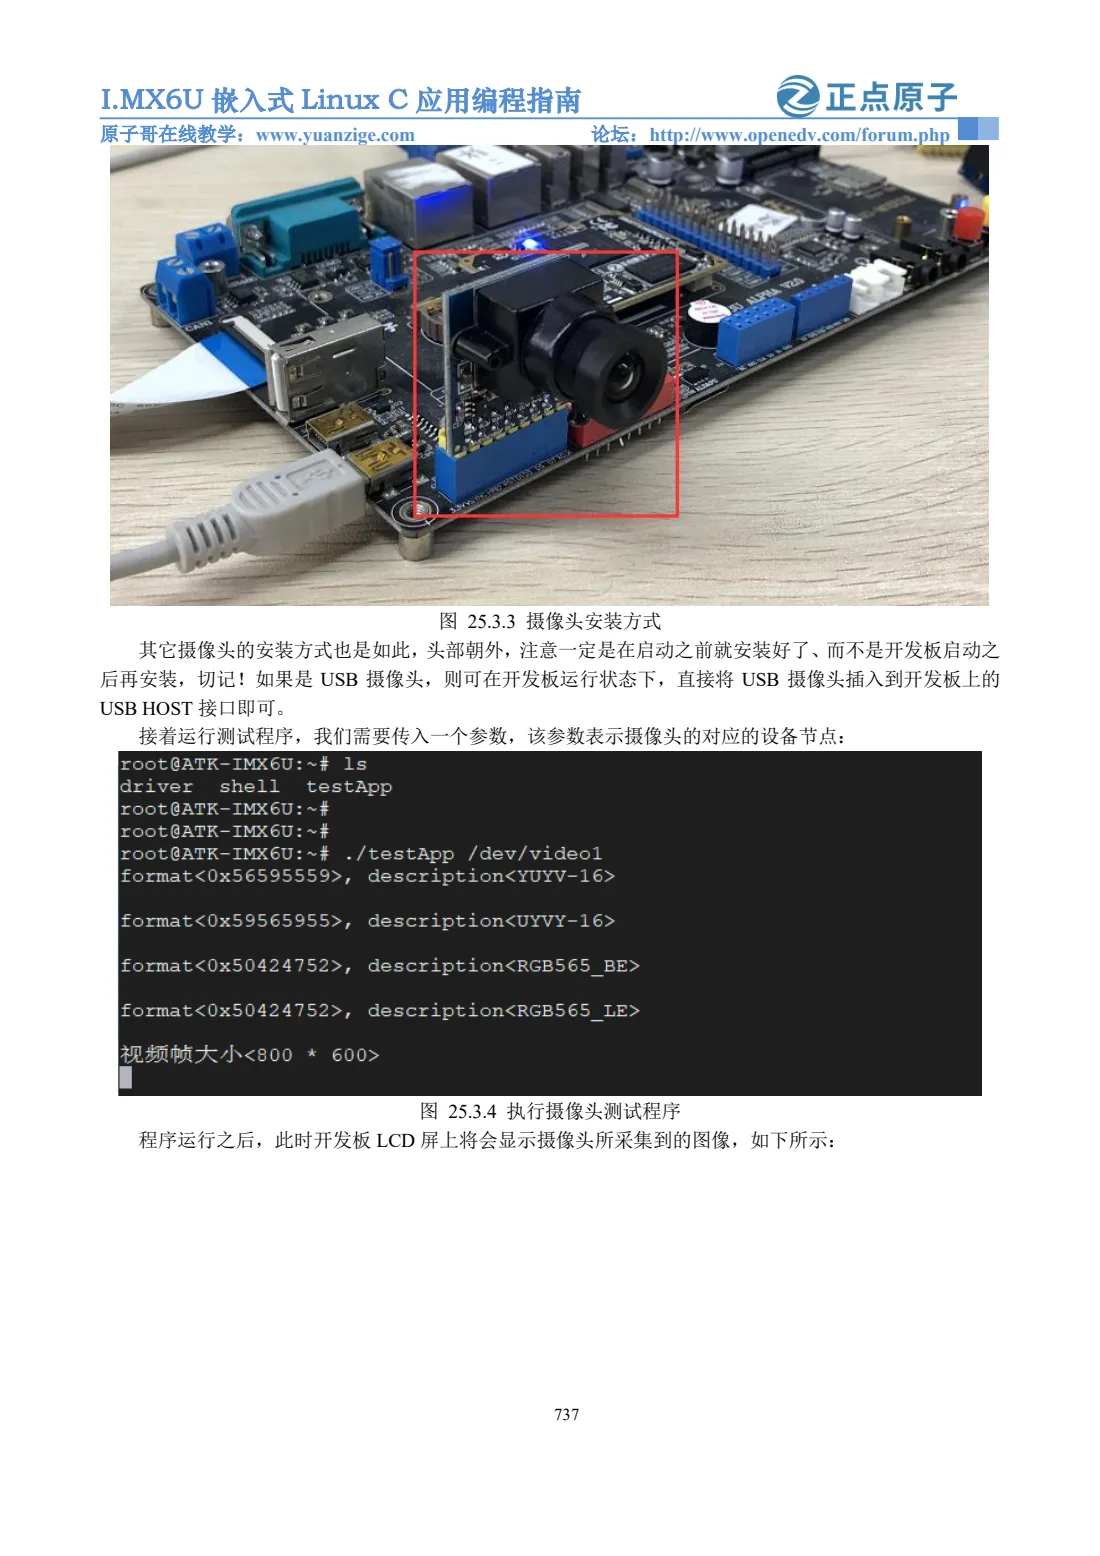 I.MX6U 嵌入式 Linux C 应用编程指南
正点原子
原子哥在线教学：www.yuanzige.com
论坛：http://www.openedv.com/forum.php
CAN1
ALPHA V2.0
图 25.3.3 摄像头安装方式
其它摄像头的安装方式也是如此，头部朝外，注意一定是在启动之前就安装好了、而不是开发板启动之
后再安装，切记！如果是 USB 摄像头，则可在开发板运行状态下，直接将 USB 摄像头插入到开发板上的
USB HOST 接口即可。
接着运行测试程序，我们需要传入一个参数，该参数表示摄像头的对应的设备节点：
root@ATK-IMX6U:~# ls
driver  shell  testApp
root@ATK-IMX6U:~#
root@ATK-IMX6U:~#
root@ATK-IMX6U:~# ./testApp /dev/video1
format<0x56595559>, description<YUYV-16>
format<0x59565955>, description<UYVY-16>
format<0x50424752>, description<RGB565_BE>
format<0x50424752>, description<RGB565_LE>
视频帧大小<800 * 600>
图 25.3.4 执行摄像头测试程序
程序运行之后，此时开发板 LCD 屏上将会显示摄像头所采集到的图像，如下所示：
737